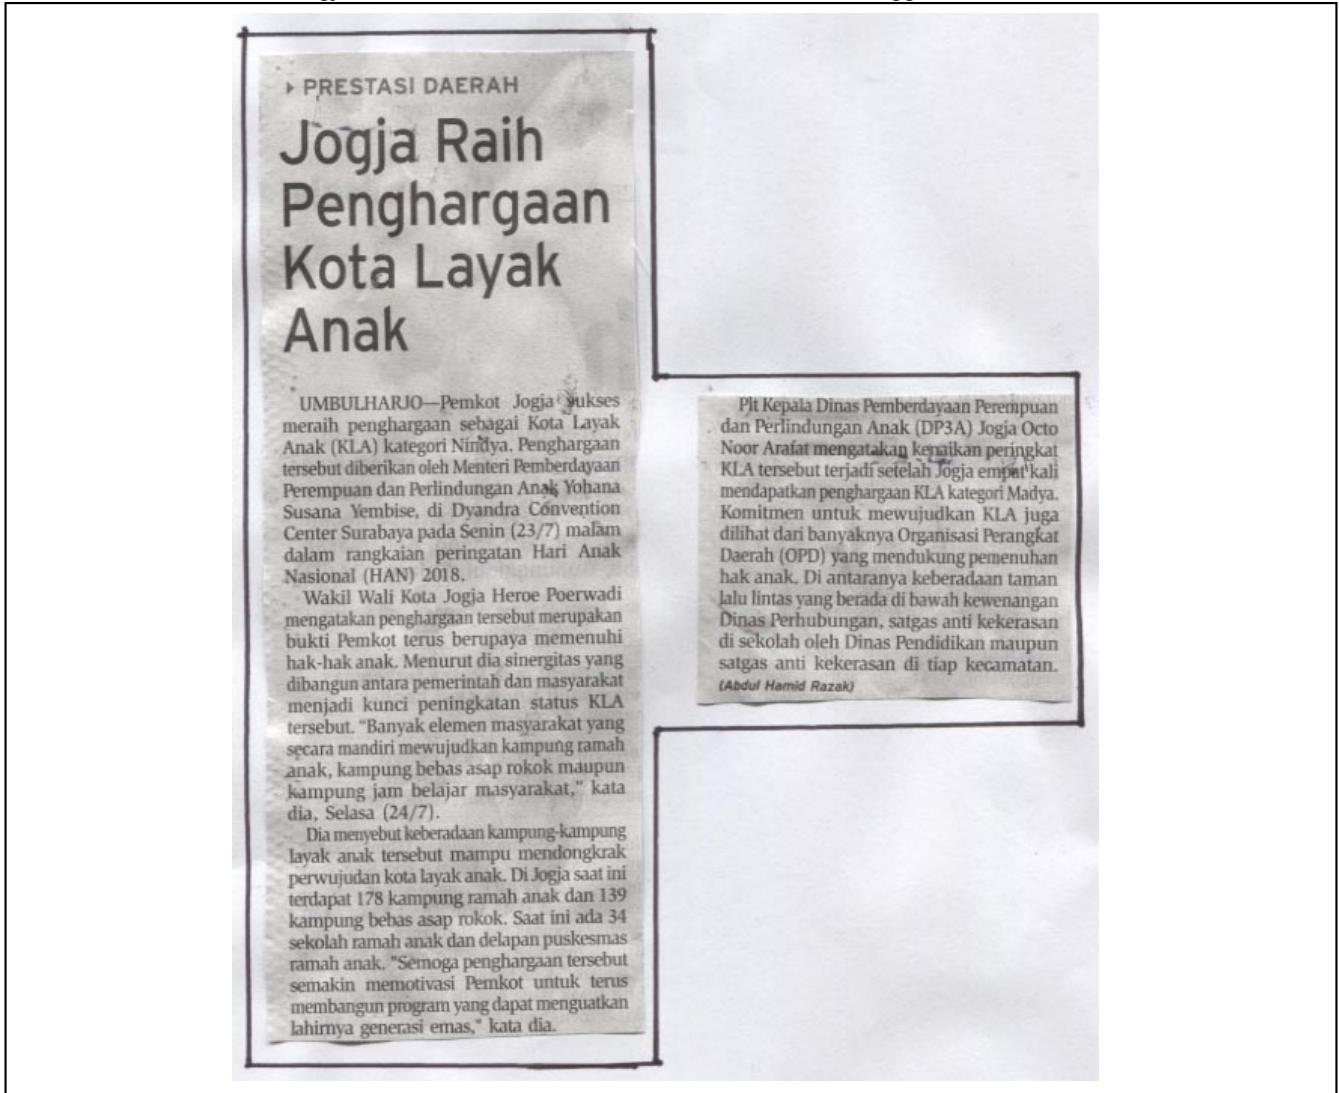 PRESTASI DAERAH
Jogja Raih
Penghargaan
Kota Layak
Anak
UMBULHARJO—Pemkot Jogja sukses
meraih penghargaan sebagai Kota Layak
Anak (KLA) kategori Nindya. Penghargaan
tersebut diberikan oleh Menteri Pemberdayaan
Perempuan dan Perlindungan Anak Yohana
Susana Yembise, di Dyandra Convention
Center Surabaya pada Senin (23/7) malam
dalam rangkaian peringatan Hari Anak
Nasional (HAN) 2018.
Wakil Wali Kota Jogja Heroe Poerwadi
mengatakan penghargaan tersebut merupakan
bukti Pemkot terus berupaya memenuhi
hak-hak anak. Menurut dia sinergitas yang
dibangun antara pemerintah dan masyarakat
menjadi kunci peningkatan status KLA
tersebut. "Banyak elemen masyarakat yang
secara mandiri mewujudkan kampung ramah
anak, kampung bebas asap rokok maupun
kampung jam belajar masyarakat," kata
dia, Selasa (24/7).
Dia menyebut keberadaan kampung-kampung
layak anak tersebut mampu mendongkrak
perwujudan kota layak anak. Di Jogja saat ini
terdapat 178 kampung ramah anak dan 139
kampung bebas asap rokok. Saat ini ada 34
sekolah ramah anak dan delapan puskesmas
ramah anak. "Semoga penghargaan tersebut
semakin memotivasi Pemkot untuk terus
membangun program yang dapat menguatkan
lahirnya generasi emas," kata dia.
Plt Kepala Dinas Pemberdayaan Perempuan
dan Perlindungan Anak (DP3A) Jogja Octo
Noor Arafat mengatakan kenaikan peringkat
KLA tersebut terjadi setelah Jogja empat kali
mendapatkan penghargaan KLA kategori Madya.
Komitmen untuk mewujudkan KLA juga
dilihat dari banyaknya Organisasi Perangkat
Daerah (OPD) yang mendukung pemenuhan
hak anak. Di antaranya keberadaan taman
lalu lintas yang berada di bawah kewenangan
Dinas Perhubungan, satgas anti kekerasan
di sekolah oleh Dinas Pendidikan maupun
satgas anti kekerasan di tiap kecamatan.
(Abdul Hamid Razak)